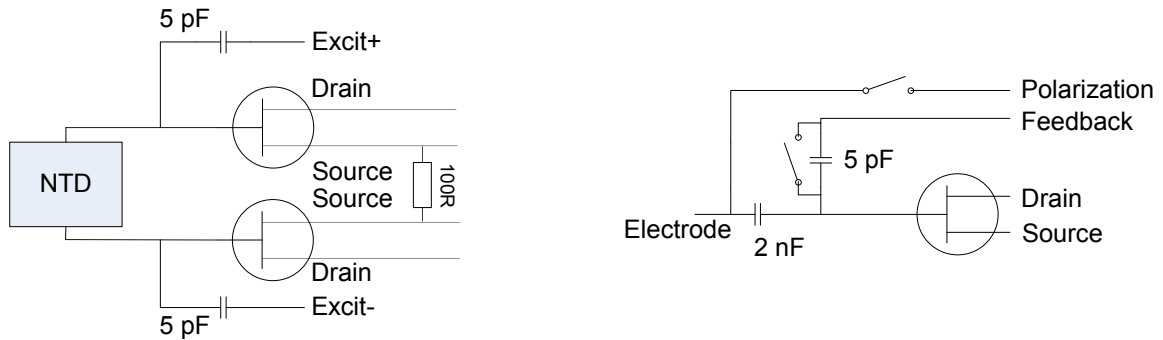 5 pF
Excit+
Drain
NTD
Source
Source
100R
Drain
Excit-
5 pF
Polarization
Feedback
5 pF
Drain
Electrode
Source
2 nF